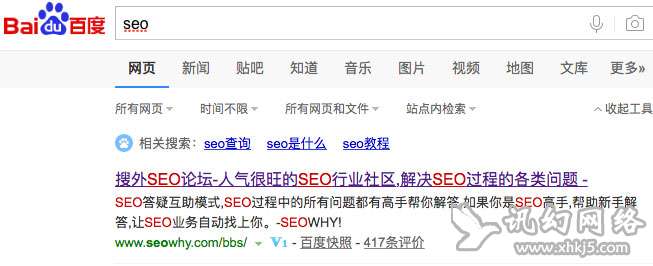 Bai du 百度
seo
网页 新闻 贴吧 知道 音乐 图片 视频 地图 文库 更多»
所有网页 时间不限 所有网页和文件 站点内检索 收起工具
相关搜索: seo查询 seo是什么 seo教程
搜外SEO论坛-人气很旺的SEO行业社区,解决SEO过程的各类问题 -
SEO答疑互助模式,SEO过程中的所有问题都有高手帮你解答.如果你是SEO高手,帮助新手解
答,让SEO业务自动找上你。-SEOWHY!
www.seowhy.com/bbs/ V1 - 百度快照 - 417条评价
讯幻网络
www.xhkj5.com